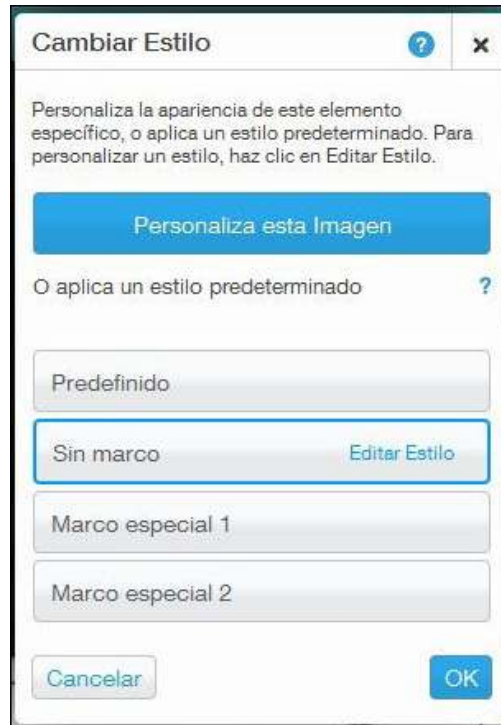 Cambiar Estilo ? ×
Personaliza la apariencia de este elemento
específico, o aplica un estilo predeterminado. Para
personalizar un estilo, haz clic en Editar Estilo.
Personaliza esta Imagen
O aplica un estilo predeterminado ?
Predefinido
Sin marco Editar Estilo
Marco especial 1
Marco especial 2
Cancelar OK